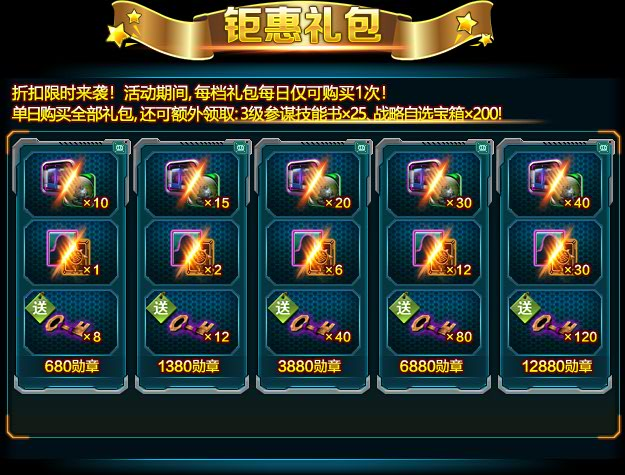 钜惠礼包
折扣限时来袭！活动期间,每档礼包每日仅可购买1次!
单日购买全部礼包,还可额外领取:3级参谋技能书×25、战略自选宝箱×200!
×10 ×15 ×20 ×30 ×40
×1 ×2 ×6 ×12 ×30
送 ×8 送 ×12 送 ×40 送 ×80 送 ×120
680勋章 1380勋章 3880勋章 6880勋章 12880勋章